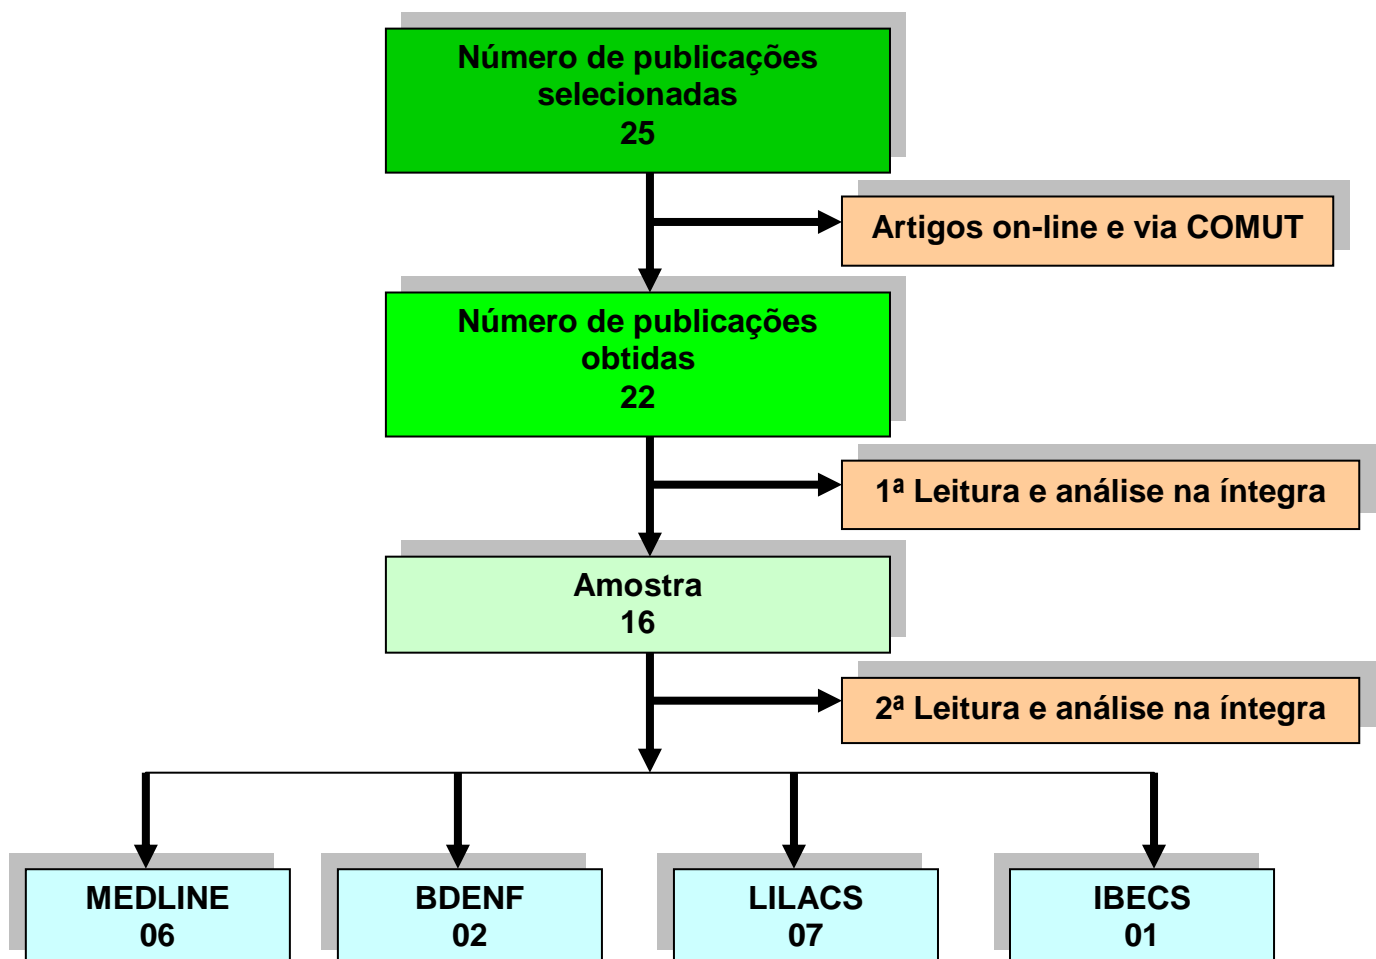 Número de publicações
selecionadas
25
Artigos on-line e via COMUT
Número de publicações
obtidas
22
1ª Leitura e análise na íntegra
Amostra
16
2ª Leitura e análise na íntegra
MEDLINE
06
BDENF
02
LILACS
07
IBECS
01